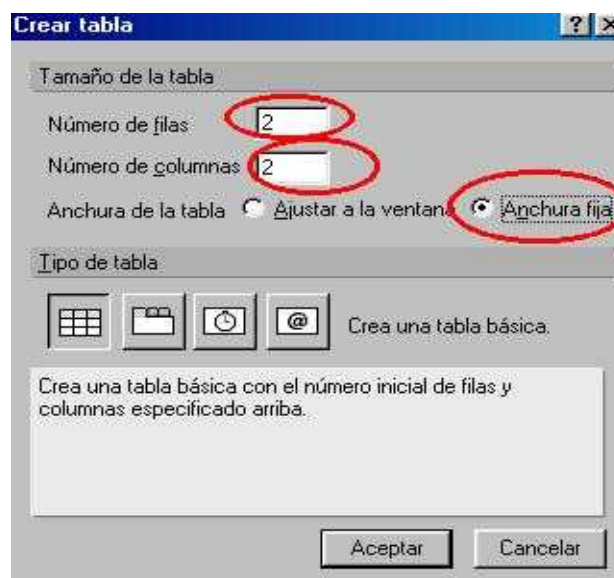 Crear tabla
Tamaño de la tabla
Número de filas 2
Número de columnas 2
Anchura de la tabla Ajustar a la ventana Anchura fija
Tipo de tabla
@ Crea una tabla básica.
Crea una tabla básica con el número inicial de filas y
columnas especificado arriba.
Aceptar Cancelar